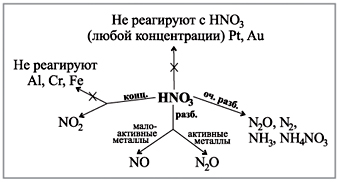 Не реагируют с HNO3
(любой концентрации) Pt, Au
Не реагируют
Al, Cr, Fe
конц.
HNO3
оч. разб.
разб.
NO2
мало-
активные
металлы
активные
металлы
N2O, N2,
NH3, NH4NO3
NO
N2O